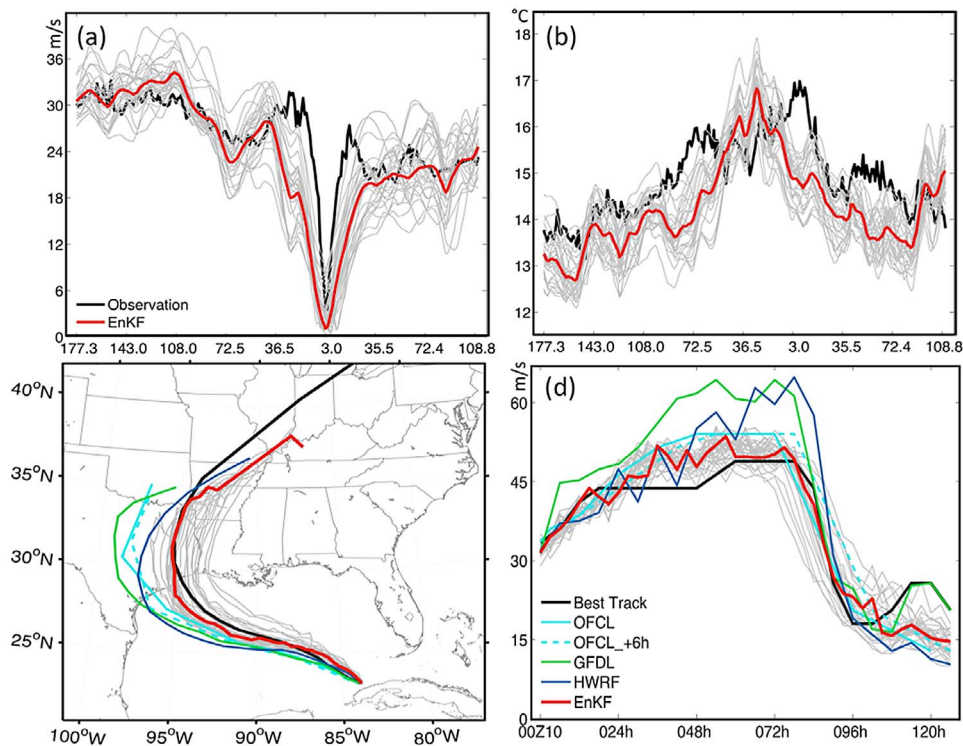 (a)
m/s
36
30
24
18
12
6
0
Observation
EnKF
177.3 143.0 108.0 72.5 36.5 3.0 35.5 72.4 108.8
(b)
°C
18
17
16
15
14
13
12
177.3 143.0 108.0 72.5 36.5 3.0 35.5 72.4 108.8
40°N
35°N
30°N
25°N
100°W 95°W 90°W 85°W 80°W
(d)
m/s
60
45
30
15
0
Best Track
OFCL
OFCL_+6h
GFDL
HWRF
EnKF
00Z10 024h 048h 072h 096h 120h